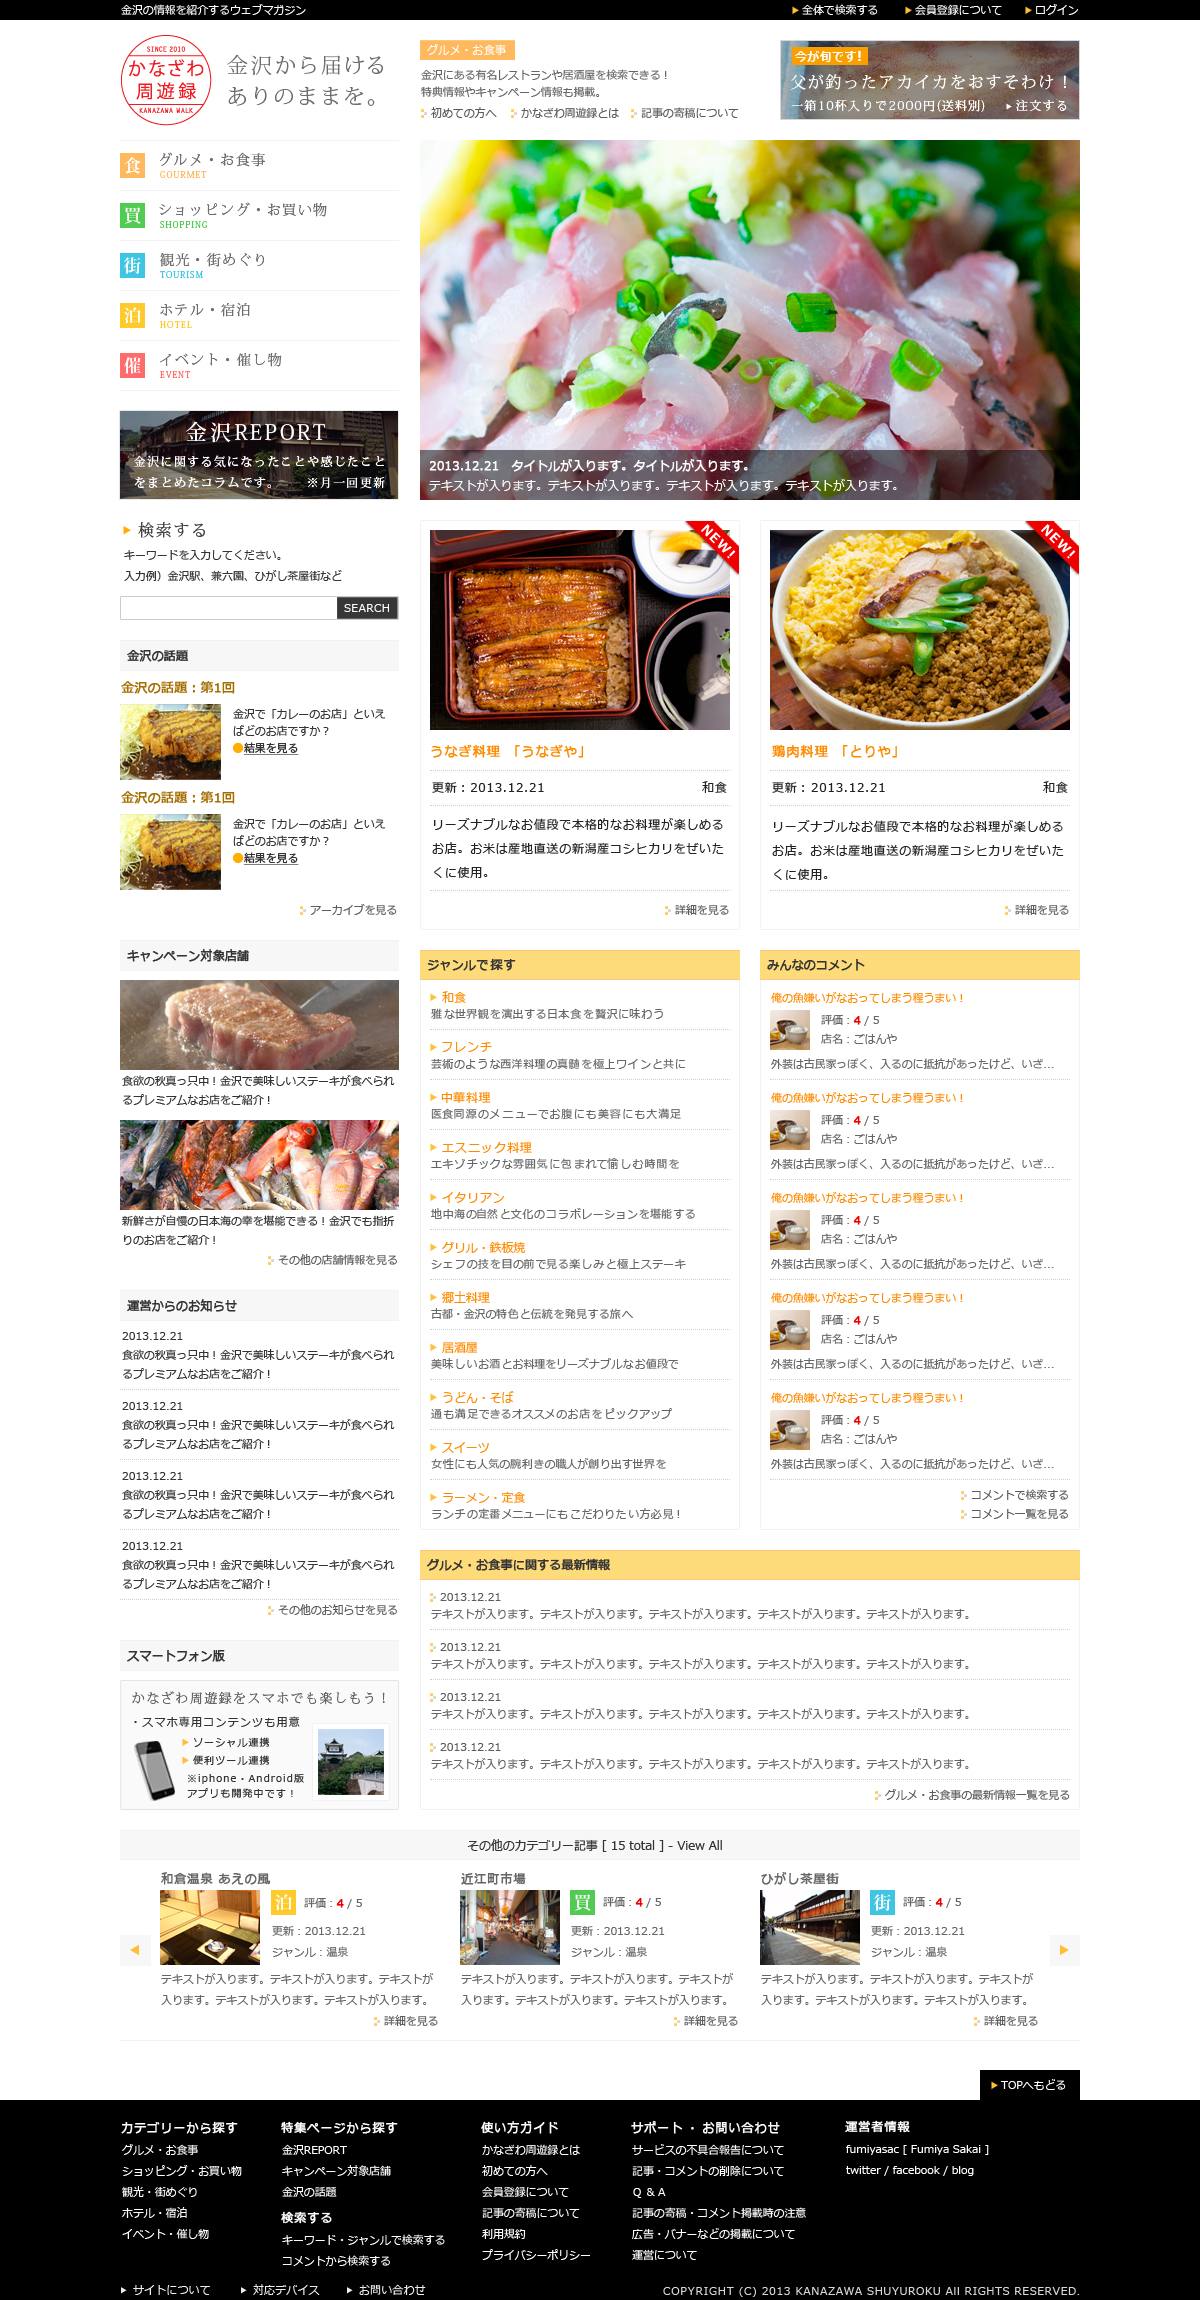 金沢の情報を紹介するウェブマガジン
全体で検索する
会員登録について
ログイン
SINCE 2010
かなざわ
周遊録
KANAZAWA WALK
金沢から届ける
ありのままを。
グルメ・お食事
金沢にある有名レストランや居酒屋を検索できる！
特典情報やキャンペーン情報も掲載。
初めての方へ
かなざわ周遊録とは
記事の寄稿について
今が旬です！
父が釣ったアカイカをおすそわけ！
一箱10杯入りで2000円(送料別)
注文する
食
グルメ・お食事
GOURMET
買
ショッピング・お買い物
SHOPPING
街
観光・街めぐり
TOURISM
泊
ホテル・宿泊
HOTEL
催
イベント・催し物
EVENT
2013.12.21　タイトルが入ります。タイトルが入ります。
テキストが入ります。テキストが入ります。テキストが入ります。テキストが入ります。
金沢REPORT
金沢に関する気になったことや感じたこと
をまとめたコラムです。　※月一回更新
検索する
キーワードを入力してください。
入力例）金沢駅、兼六園、ひがし茶屋街など
SEARCH
金沢の話題
金沢の話題：第1回
金沢で「カレーのお店」といえ
ばどのお店ですか？
●結果を見る
金沢の話題：第1回
金沢で「カレーのお店」といえ
ばどのお店ですか？
●結果を見る
アーカイブを見る
NEW!
うなぎ料理　「うなぎや」
更新：2013.12.21
和食
リーズナブルなお値段で本格的なお料理が楽しめる
お店。お米は産地直送の新潟産コシヒカリをぜいた
くに使用。
詳細を見る
NEW!
鶏肉料理　「とりや」
更新：2013.12.21
和食
リーズナブルなお値段で本格的なお料理が楽しめる
お店。お米は産地直送の新潟産コシヒカリをぜいた
くに使用。
詳細を見る
キャンペーン対象店舗
食欲の秋真っ只中！金沢で美味しいステーキが食べられ
るプレミアムなお店をご紹介！
新鮮さが自慢の日本海の幸を堪能できる！金沢でも指折
りのお店をご紹介！
その他の店舗情報を見る
運営からのお知らせ
2013.12.21
食欲の秋真っ只中！金沢で美味しいステーキが食べられ
るプレミアムなお店をご紹介！
2013.12.21
食欲の秋真っ只中！金沢で美味しいステーキが食べられ
るプレミアムなお店をご紹介！
2013.12.21
食欲の秋真っ只中！金沢で美味しいステーキが食べられ
るプレミアムなお店をご紹介！
2013.12.21
食欲の秋真っ只中！金沢で美味しいステーキが食べられ
るプレミアムなお店をご紹介！
その他のお知らせを見る
スマートフォン版
かなざわ周遊録をスマホでも楽しもう！
・スマホ専用コンテンツも用意
ソーシャル連携
便利ツール連携
※iphone・Android版
アプリも開発中です！
ジャンルで探す
和食
雅な世界観を演出する日本食を贅沢に味わう
フレンチ
芸術のような西洋料理の真髄を極上ワインと共に
中華料理
医食同源のメニューでお腹にも美容にも大満足
エスニック料理
エキゾチックな雰囲気に包まれて愉しむ時間を
イタリアン
地中海の自然と文化のコラボレーションを堪能する
グリル・鉄板焼
シェフの技を目の前で見る楽しみと極上ステーキ
郷土料理
古都・金沢の特色と伝統を発見する旅へ
居酒屋
美味しいお酒とお料理をリーズナブルなお値段で
うどん・そば
通も満足できるオススメのお店をピックアップ
スイーツ
女性にも人気の腕利きの職人が創り出す世界を
ラーメン・定食
ランチの定番メニューにもこだわりたい方必見！
みんなのコメント
俺の魚嫌いがなおってしまう程うまい！
評価：4 / 5
店名：ごはんや
外装は古民家っぽく、入るのに抵抗があったけど、いざ…
俺の魚嫌いがなおってしまう程うまい！
評価：4 / 5
店名：ごはんや
外装は古民家っぽく、入るのに抵抗があったけど、いざ…
俺の魚嫌いがなおってしまう程うまい！
評価：4 / 5
店名：ごはんや
外装は古民家っぽく、入るのに抵抗があったけど、いざ…
俺の魚嫌いがなおってしまう程うまい！
評価：4 / 5
店名：ごはんや
外装は古民家っぽく、入るのに抵抗があったけど、いざ…
俺の魚嫌いがなおってしまう程うまい！
評価：4 / 5
店名：ごはんや
外装は古民家っぽく、入るのに抵抗があったけど、いざ…
コメントで検索する
コメント一覧を見る
グルメ・お食事に関する最新情報
2013.12.21
テキストが入ります。テキストが入ります。テキストが入ります。テキストが入ります。テキストが入ります。
2013.12.21
テキストが入ります。テキストが入ります。テキストが入ります。テキストが入ります。テキストが入ります。
2013.12.21
テキストが入ります。テキストが入ります。テキストが入ります。テキストが入ります。テキストが入ります。
2013.12.21
テキストが入ります。テキストが入ります。テキストが入ります。テキストが入ります。テキストが入ります。
グルメ・お食事の最新情報一覧を見る
その他のカテゴリー記事 [ 15 total ] - View All
和倉温泉 あえの風
泊
評価：4 / 5
更新：2013.12.21
ジャンル：温泉
テキストが入ります。テキストが入ります。テキストが
入ります。テキストが入ります。テキストが入ります。
詳細を見る
近江町市場
買
評価：4 / 5
更新：2013.12.21
ジャンル：温泉
テキストが入ります。テキストが入ります。テキストが
入ります。テキストが入ります。テキストが入ります。
詳細を見る
ひがし茶屋街
街
評価：4 / 5
更新：2013.12.21
ジャンル：温泉
テキストが入ります。テキストが入ります。テキストが
入ります。テキストが入ります。テキストが入ります。
詳細を見る
TOPへもどる
カテゴリーから探す
グルメ・お食事
ショッピング・お買い物
観光・街めぐり
ホテル・宿泊
イベント・催し物
特集ページから探す
金沢REPORT
キャンペーン対象店舗
金沢の話題
検索する
キーワード・ジャンルで検索する
コメントから検索する
使い方ガイド
かなざわ周遊録とは
初めての方へ
会員登録について
記事の寄稿について
利用規約
プライバシーポリシー
サポート ・ お問い合わせ
サービスの不具合報告について
記事・コメントの削除について
Q & A
記事の寄稿・コメント掲載時の注意
広告・バナーなどの掲載について
運営について
運営者情報
fumiyasac [ Fumiya Sakai ]
twitter / facebook / blog
サイトについて
対応デバイス
お問い合わせ
COPYRIGHT (C) 2013 KANAZAWA SHUYUROKU All RIGHTS RESERVED.